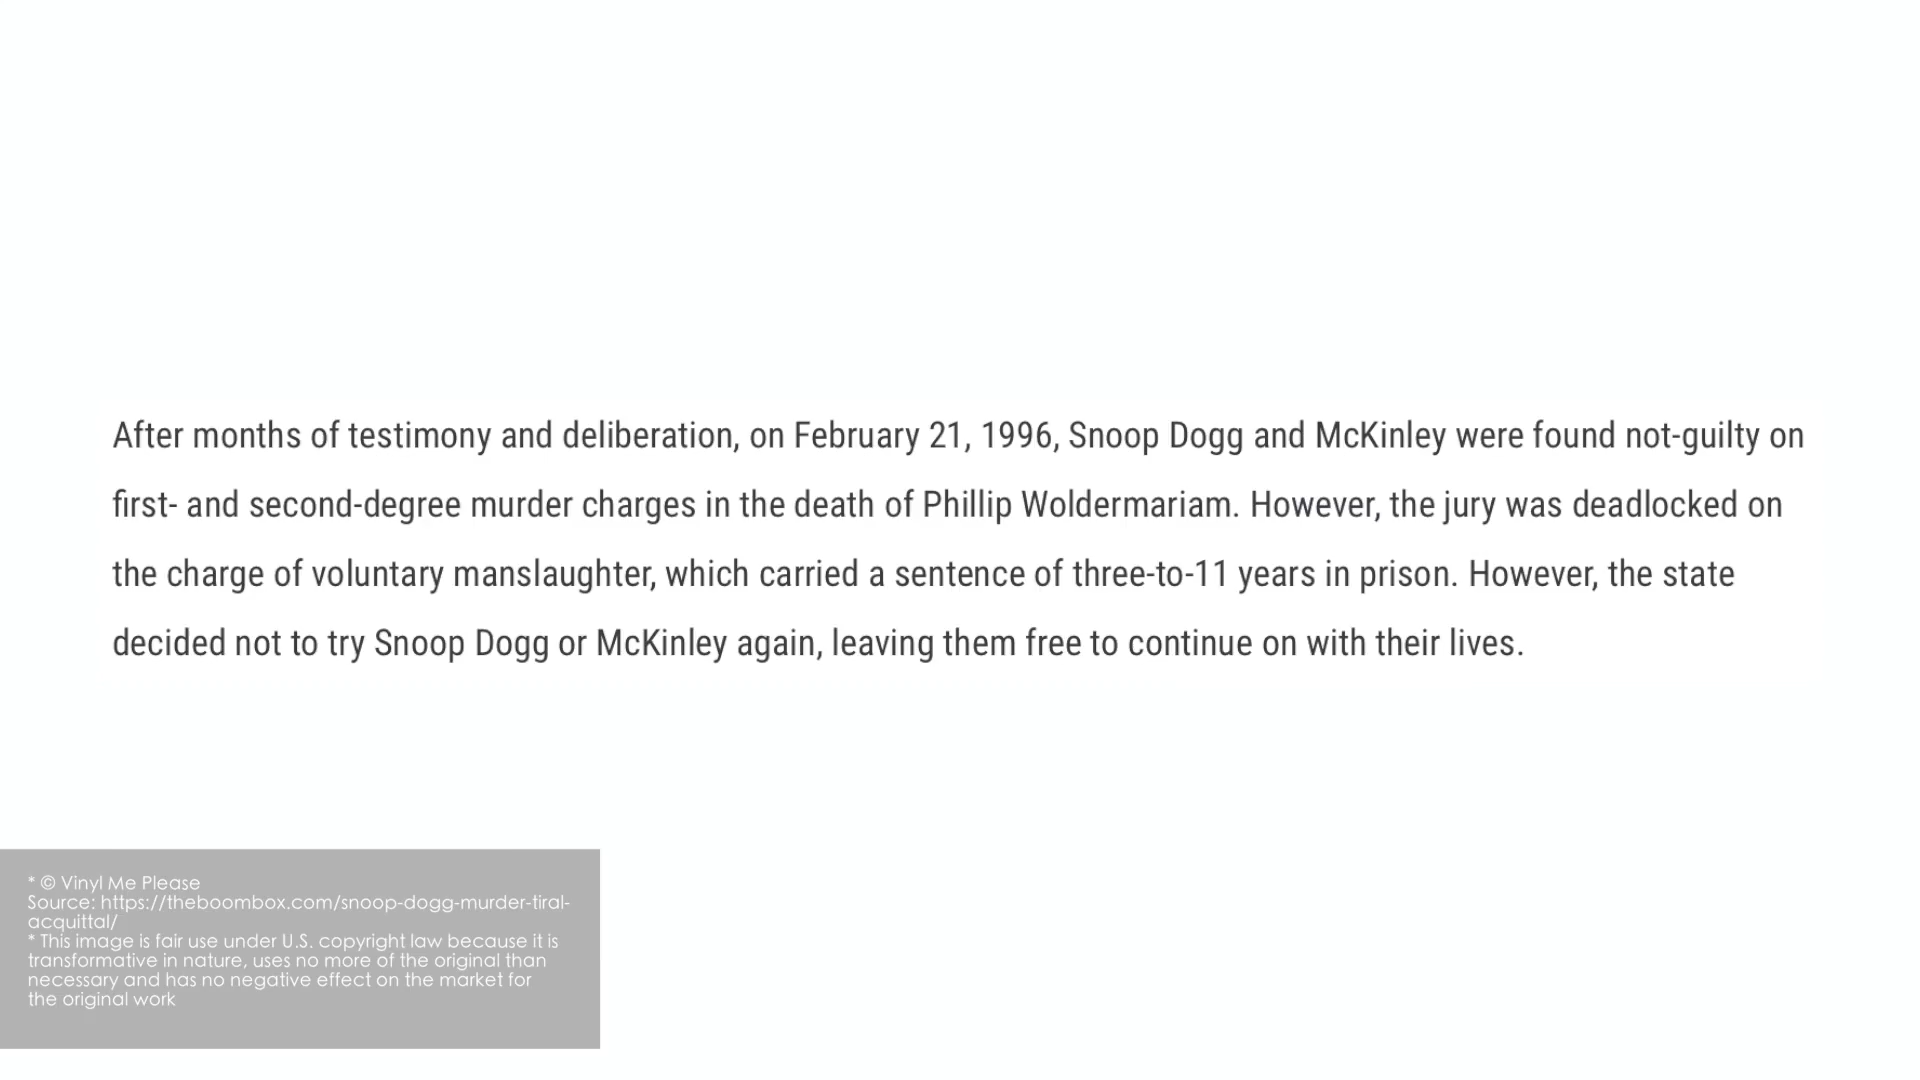 After months of testimony and deliberation, on February 21, 1996, Snoop Dogg and McKinley were found not-guilty on
first- and second-degree murder charges in the death of Phillip Woldermariam. However, the jury was deadlocked on
the charge of voluntary manslaughter, which carried a sentence of three-to-11 years in prison. However, the state
decided not to try Snoop Dogg or McKinley again, leaving them free to continue on with their lives.
* © Vinyl Me Please
Source: https://theboombox.com/snoop-dogg-murder-tiral-
acquittal/
* This image is fair use under U.S. copyright law because it is
transformative in nature, uses no more of the original than
necessary and has no negative effect on the market for
the original work